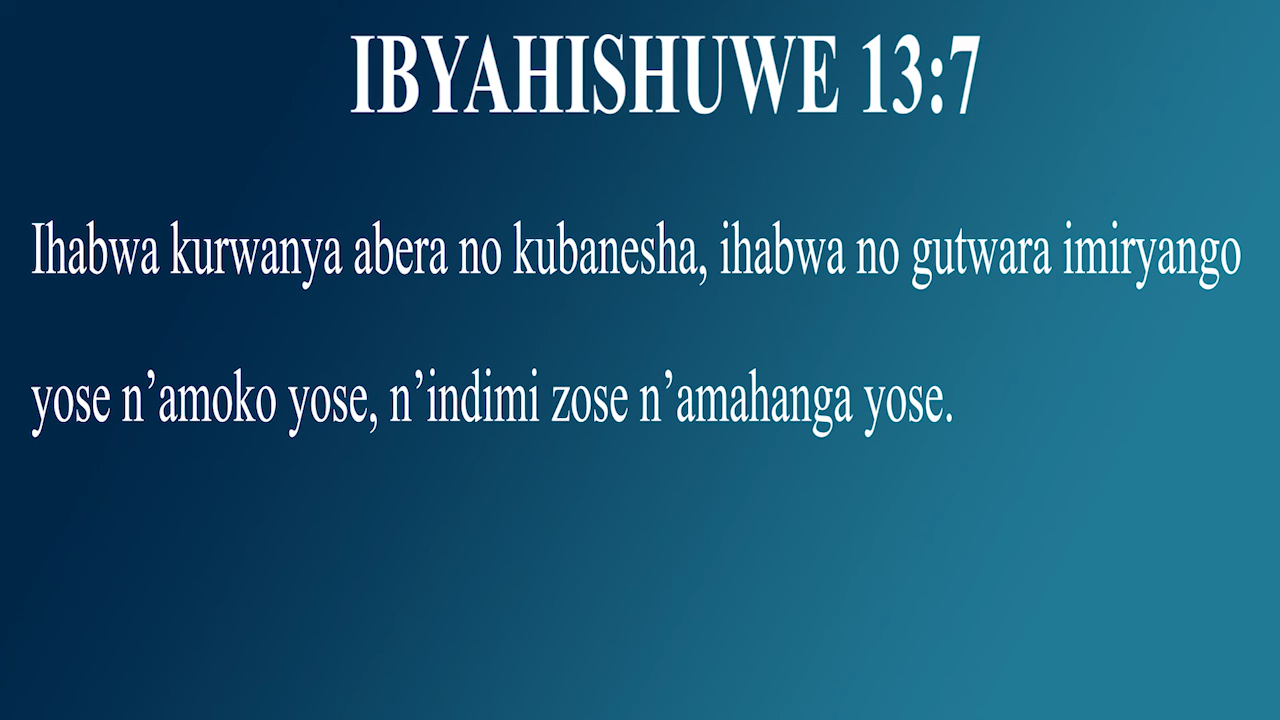 IBYAHISHUWE 13:7
Ihabwa kurwanya abera no kubanesha, ihabwa no gutwara imiryango
yose n’amoko yose, n’indimi zose n’amahanga yose.